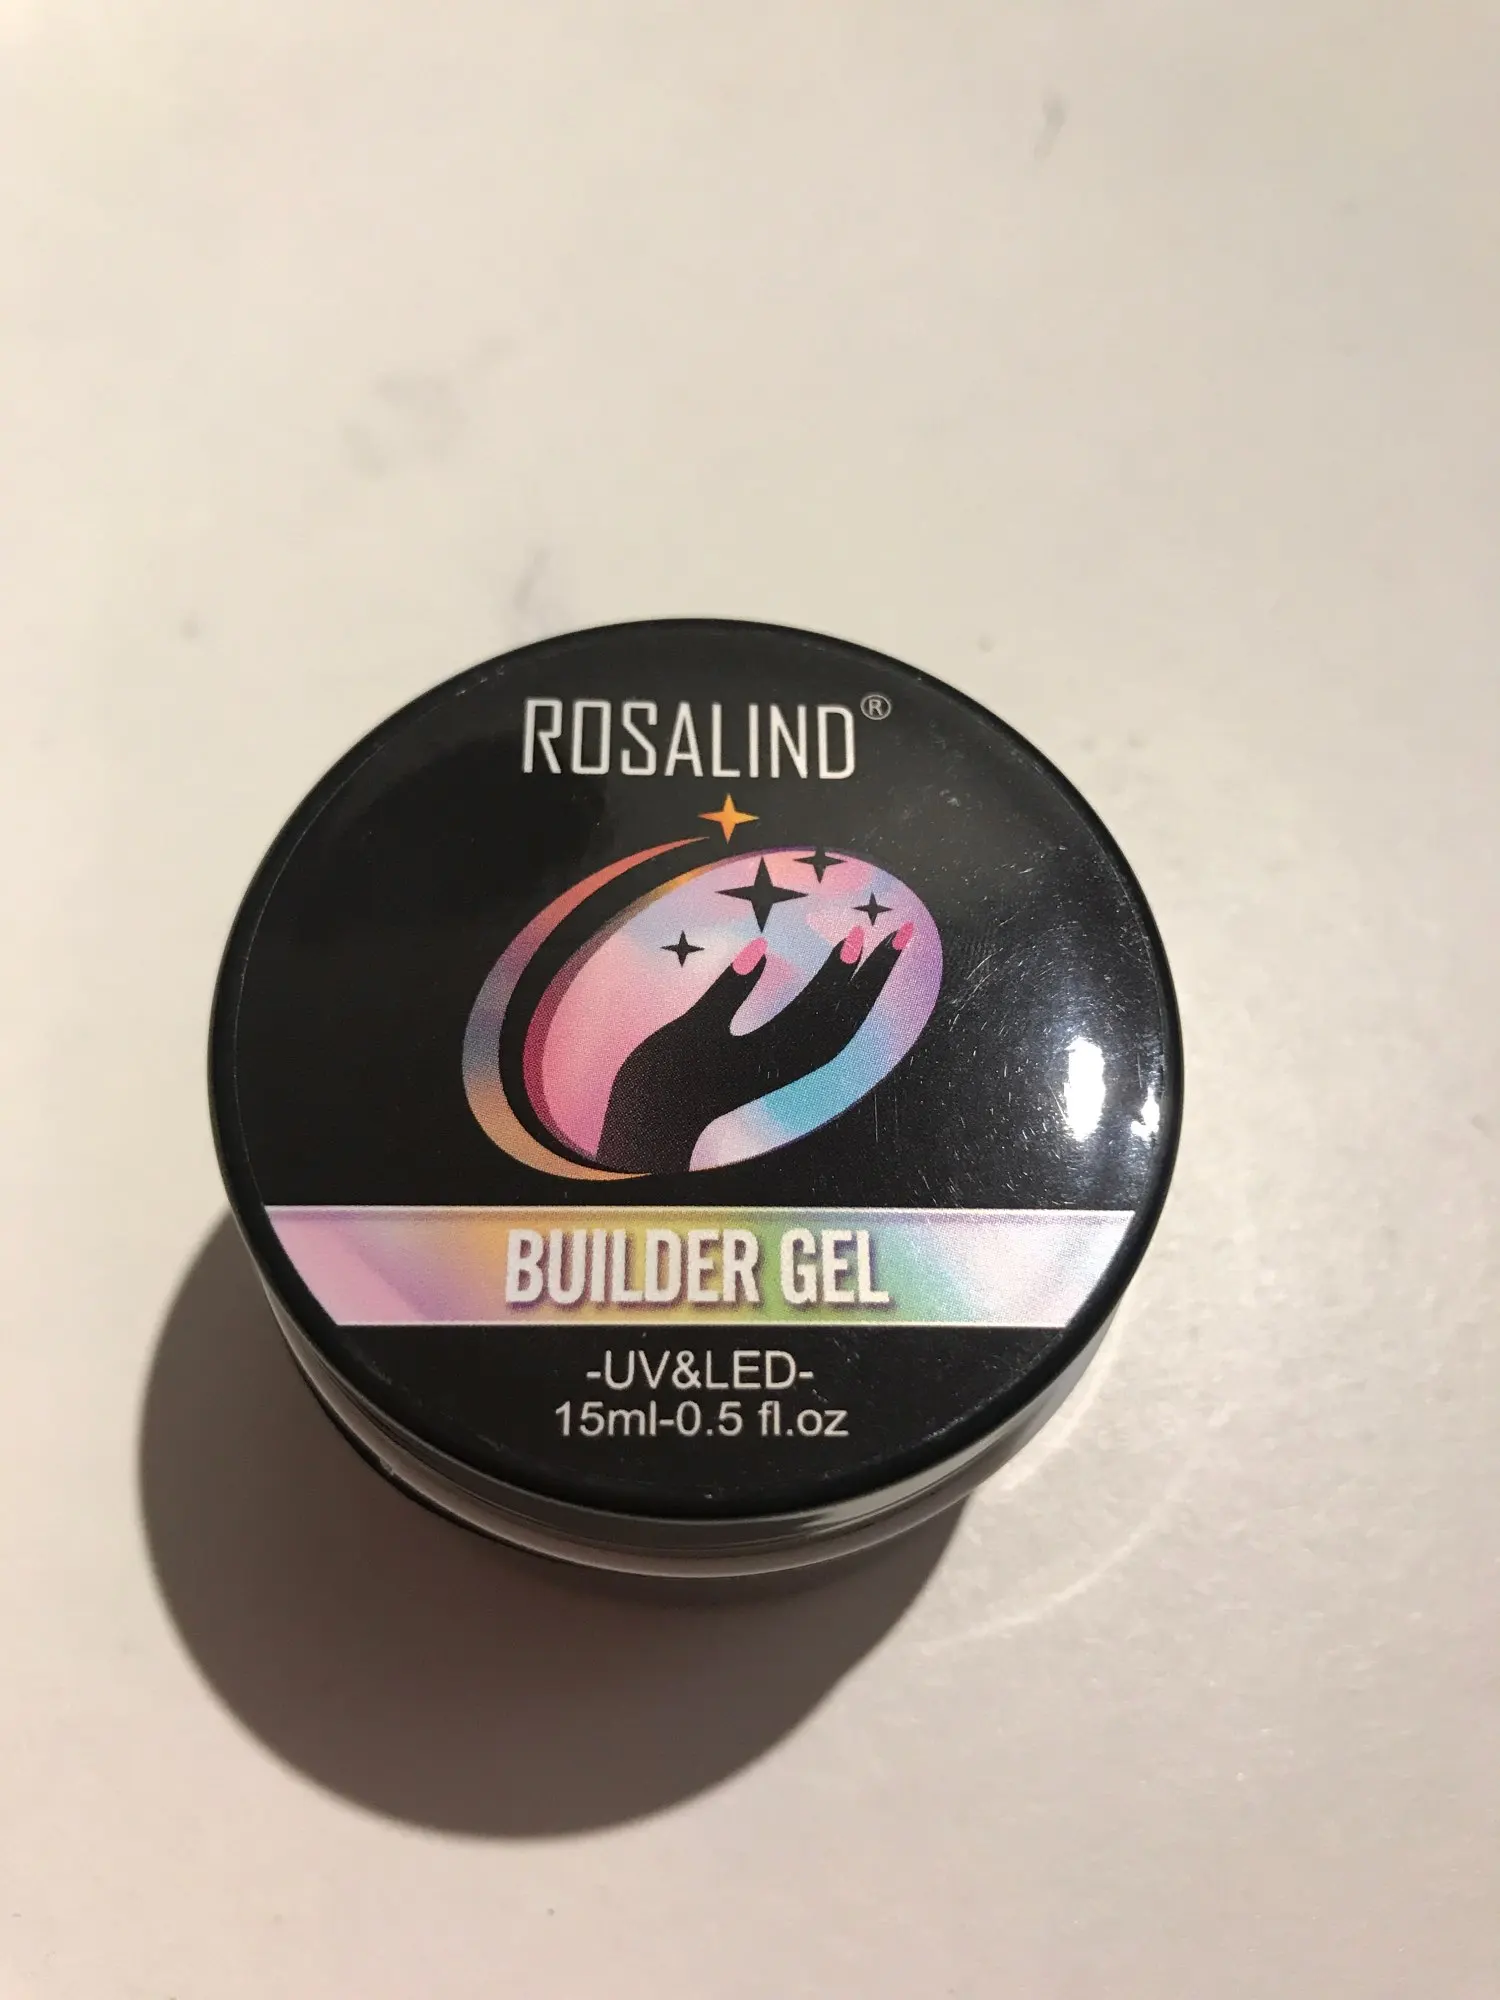 ROSALIND®
BUILDER GEL
-UV&LED-
15ml-0.5 fl.oz